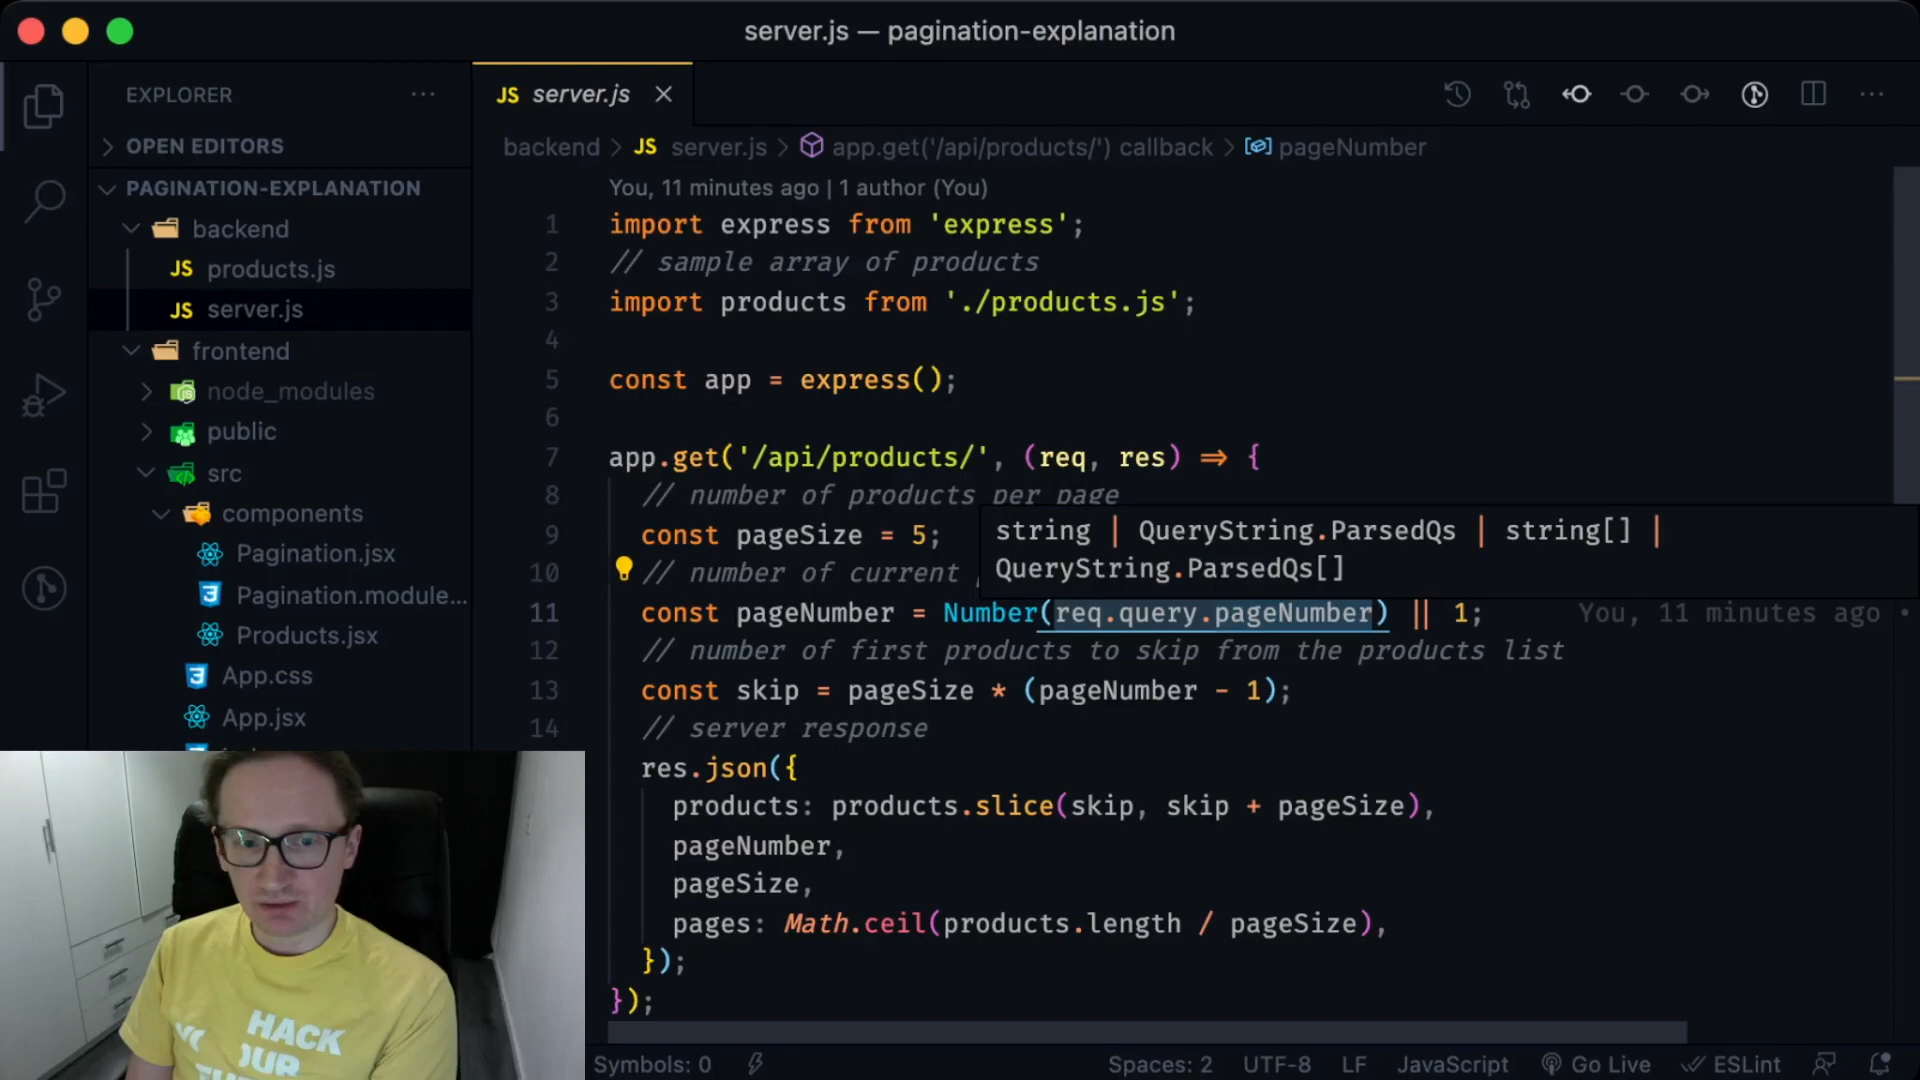 server.js — pagination-explanation
EXPLORER
OPEN EDITORS
PAGINATION-EXPLANATION
backend
JS products.js
JS server.js
frontend
node_modules
public
src
components
Pagination.jsx
Pagination.module...
Products.jsx
App.css
App.jsx
JS server.js
backend > JS server.js > app.get('/api/products/') callback > pageNumber
You, 11 minutes ago | 1 author (You)
1 import express from 'express';
2 // sample array of products
3 import products from './products.js';
4
5 const app = express();
6
7 app.get('/api/products/', (req, res) => {
8 // number of products per page
9 const pageSize = 5;
string | QueryString.ParsedQs | string[] |
QueryString.ParsedQs[]
10 // number of current
11 const pageNumber = Number(req.query.pageNumber) || 1; You, 11 minutes ago •
12 // number of first products to skip from the products list
13 const skip = pageSize * (pageNumber - 1);
14 // server response
res.json({
products: products.slice(skip, skip + pageSize),
pageNumber,
pageSize,
pages: Math.ceil(products.length / pageSize),
});
});
HACK
OUR
Symbols: 0 Spaces: 2 UTF-8 LF JavaScript Go Live ESLint